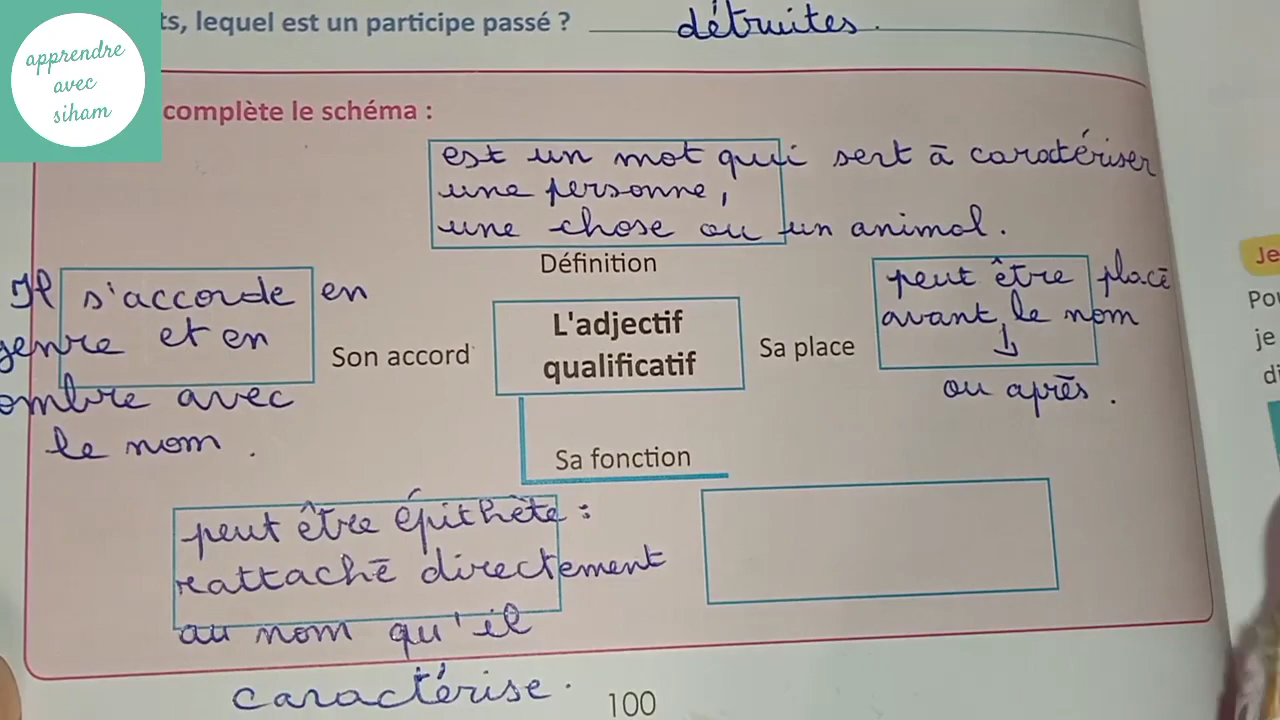 apprendre
avec
siham
ts, lequel est un participe passé ? détruites.
complète le schéma :
est un mot qui sert à caratériser
une personne,
une chose ou un animal.
Définition
Il s'accorde en
genre et en
ombre avec
le nom.
Son accord
L'adjectif
qualificatif
Sa place
peut être placé
avant le nom
ou après.
Sa fonction
peut être épithète :
rattaché directement
au nom qu'il
caractérise.
100
Je
Pou
je
di